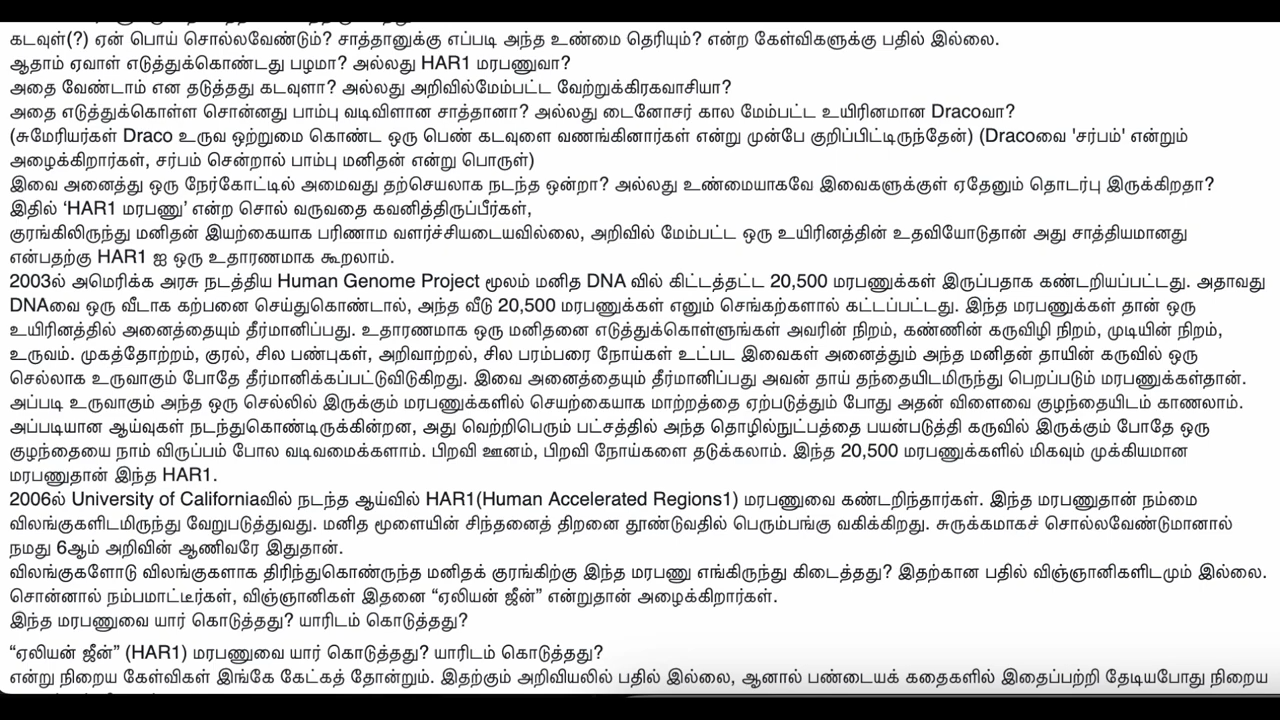 கடவுள்(?) ஏன் பொய் சொல்லவேண்டும்? சாத்தானுக்கு எப்படி அந்த உண்மை தெரியும்? என்ற கேள்விகளுக்கு பதில் இல்லை.
ஆதாம் ஏவாள் எடுத்துக்கொண்டது பழமா? அல்லது HAR1 மரபணுவா?
அதை வேண்டாம் என தடுத்தது கடவுளா? அல்லது அறிவில்மேம்பட்ட வேற்றுக்கிரகவாசியா?
அதை எடுத்துக்கொள்ள சொன்னது பாம்பு வடிவிளான சாத்தானா? அல்லது டைனோசர் கால மேம்பட்ட உயிரினமான Dracoவா?
(சுமேரியர்கள் Draco உருவ ஒற்றுமை கொண்ட ஒரு பெண் கடவுளை வணங்கினார்கள் என்று முன்பே குறிப்பிட்டிருந்தேன்) (Dracoவை 'சர்பம்' என்றும்
அழைக்கிறார்கள், சர்பம் சென்றால் பாம்பு மனிதன் என்று பொருள்)
இவை அனைத்து ஒரு நேர்கோட்டில் அமைவது தற்செயலாக நடந்த ஒன்றா? அல்லது உண்மையாகவே இவைகளுக்குள் ஏதேனும் தொடர்பு இருக்கிறதா?
இதில் ‘HAR1 மரபணு’ என்ற சொல் வருவதை கவனித்திருப்பீர்கள்,
குரங்கிலிருந்து மனிதன் இயற்கையாக பரிணாம வளர்ச்சியடையவில்லை, அறிவில் மேம்பட்ட ஒரு உயிரினத்தின் உதவியோடுதான் அது சாத்தியமானது
என்பதற்கு HAR1 ஐ ஒரு உதாரணமாக கூறலாம்.
2003ல் அமெரிக்க அரசு நடத்திய Human Genome Project மூலம் மனித DNA வில் கிட்டத்தட்ட 20,500 மரபணுக்கள் இருப்பதாக கண்டறியப்பட்டது. அதாவது
DNAவை ஒரு வீடாக கற்பனை செய்துகொண்டால், அந்த வீடு 20,500 மரபணுக்கள் எனும் செங்கற்களால் கட்டப்பட்டது. இந்த மரபணுக்கள் தான் ஒரு
உயிரினத்தில் அனைத்தையும் தீர்மானிப்பது. உதாரணமாக ஒரு மனிதனை எடுத்துக்கொள்ளுங்கள் அவரின் நிறம், கண்ணின் கருவிழி நிறம், முடியின் நிறம்,
உருவம். முகத்தோற்றம், குரல், சில பண்புகள், அறிவாற்றல், சில பரம்பரை நோய்கள் உட்பட இவைகள் அனைத்தும் அந்த மனிதன் தாயின் கருவில் ஒரு
செல்லாக உருவாகும் போதே தீர்மானிக்கப்பட்டுவிடுகிறது. இவை அனைத்தையும் தீர்மானிப்பது அவன் தாய் தந்தையிடமிருந்து பெறப்படும் மரபணுக்கள்தான்.
அப்படி உருவாகும் அந்த ஒரு செல்லில் இருக்கும் மரபணுக்களில் செயற்கையாக மாற்றத்தை ஏற்படுத்தும் போது அதன் விளைவை குழந்தையிடம் காணலாம்.
அப்படியான ஆய்வுகள் நடந்துகொண்டிருக்கின்றன, அது வெற்றிபெரும் பட்சத்தில் அந்த தொழில்நுட்பத்தை பயன்படுத்தி கருவில் இருக்கும் போதே ஒரு
குழந்தையை நாம் விருப்பம் போல வடிவமைக்களாம். பிறவி ஊனம், பிறவி நோய்களை தடுக்கலாம். இந்த 20,500 மரபணுக்களில் மிகவும் முக்கியமான
மரபணுதான் இந்த HAR1.
2006ல் University of Californiaவில் நடந்த ஆய்வில் HAR1(Human Accelerated Regions1) மரபணுவை கண்டறிந்தார்கள். இந்த மரபணுதான் நம்மை
விலங்குகளிடமிருந்து வேறுபடுத்துவது. மனித மூளையின் சிந்தனைத் திறனை தூண்டுவதில் பெரும்பங்கு வகிக்கிறது. சுருக்கமாகச் சொல்லவேண்டுமானால்
நமது 6ஆம் அறிவின் ஆணிவரே இதுதான்.
விலங்குகளோடு விலங்குகளாக திரிந்துகொண்ருந்த மனிதக் குரங்கிற்கு இந்த மரபணு எங்கிருந்து கிடைத்தது? இதற்கான பதில் விஞ்ஞானிகளிடமும் இல்லை.
சொன்னால் நம்பமாட்டீர்கள், விஞ்ஞானிகள் இதனை “ஏலியன் ஜீன்” என்றுதான் அழைக்கிறார்கள்.
இந்த மரபணுவை யார் கொடுத்தது? யாரிடம் கொடுத்தது?
“ஏலியன் ஜீன்” (HAR1) மரபணுவை யார் கொடுத்தது? யாரிடம் கொடுத்தது?
என்று நிறைய கேள்விகள் இங்கே கேட்கத் தோன்றும். இதற்கும் அறிவியலில் பதில் இல்லை, ஆனால் பண்டையக் கதைகளில் இதைப்பற்றி தேடியபோது நிறைய